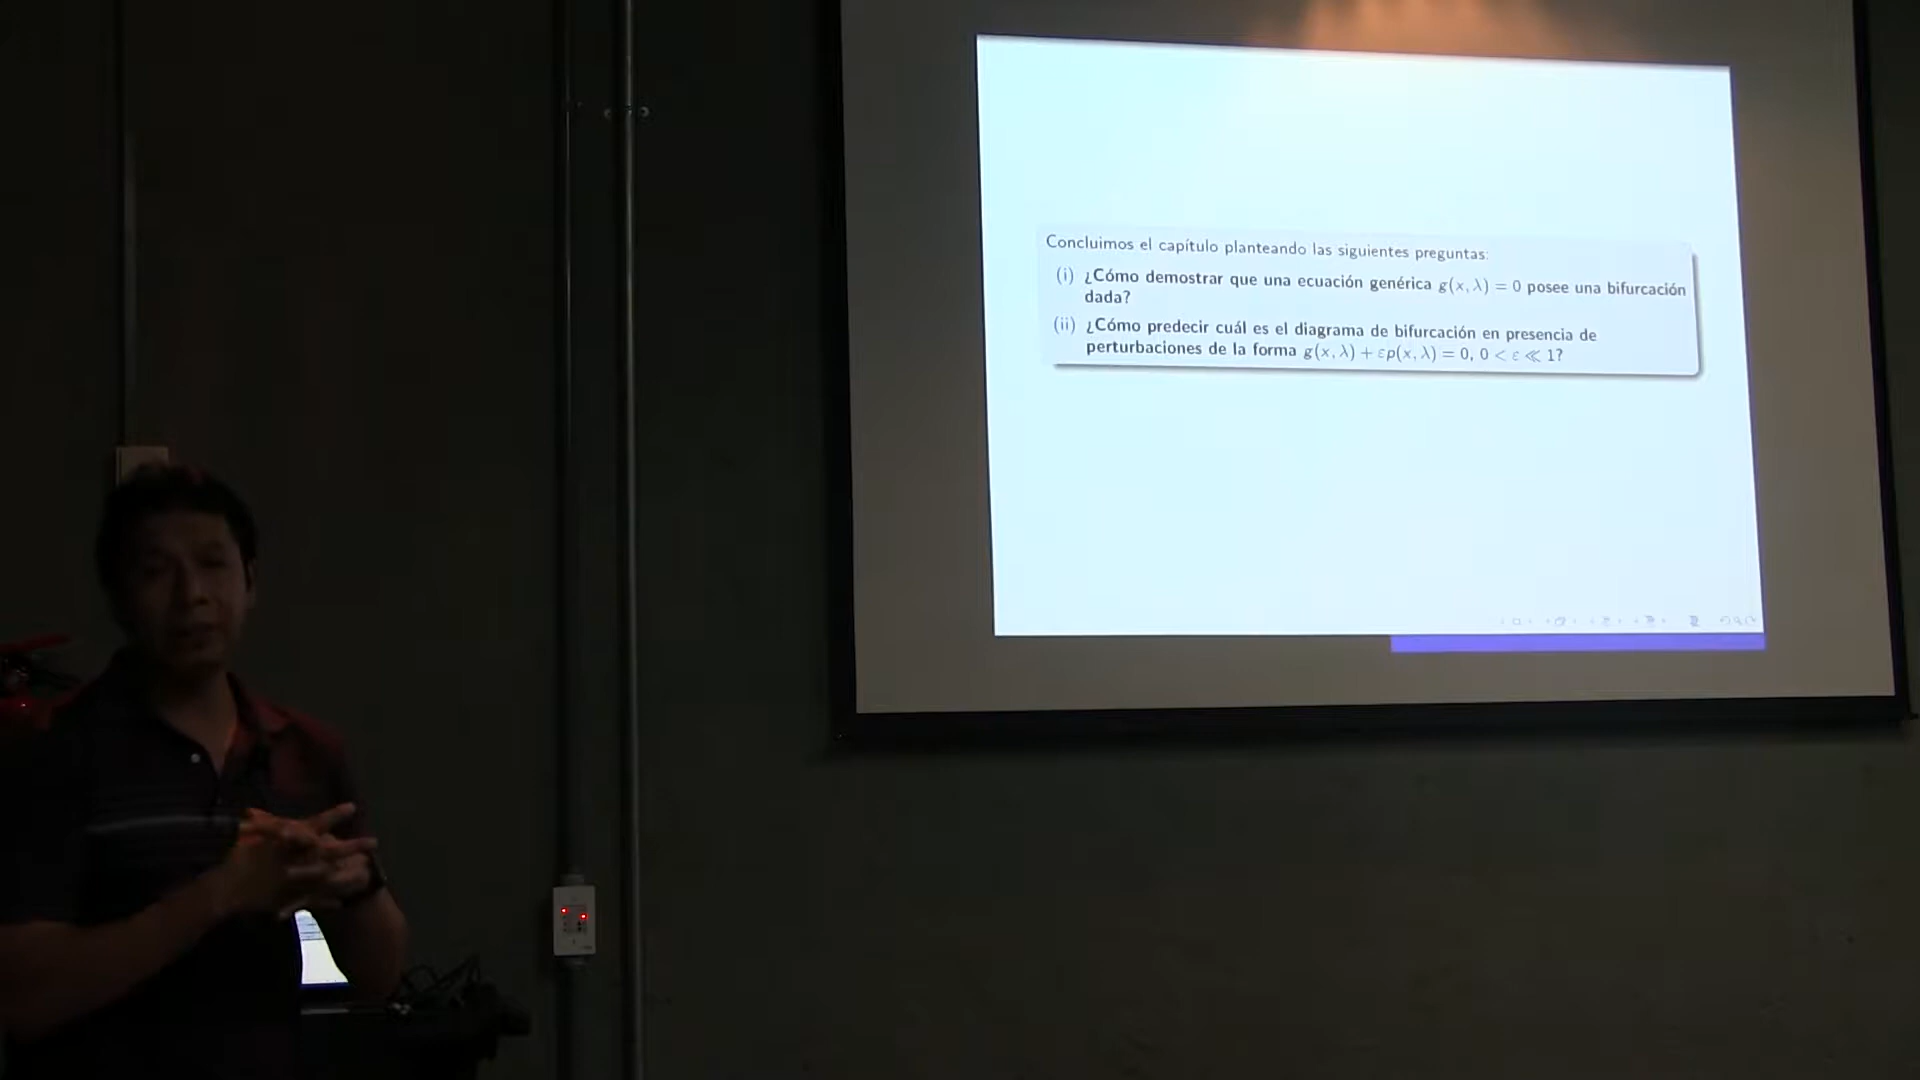 Concluimos el capítulo planteando las siguientes preguntas:
(i) ¿Cómo demostrar que una ecuación genérica g(x, λ) = 0 posee una bifurcación
dada?
(ii) ¿Cómo predecir cuál es el diagrama de bifurcación en presencia de
perturbaciones de la forma g(x, λ) + εp(x, λ) = 0, 0 < ε ≪ 1?